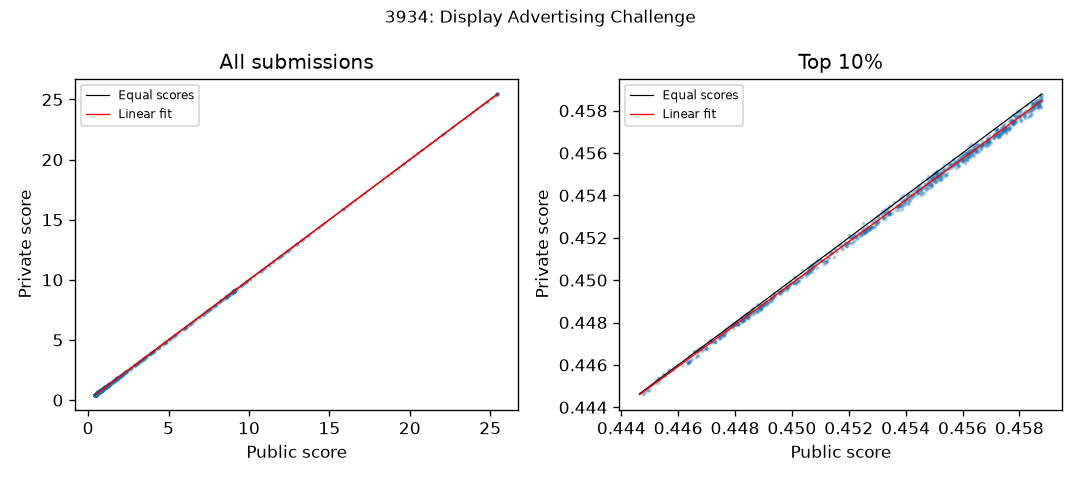 3934: Display Advertising Challenge
All submissions
Equal scores
Linear fit
25
20
15
10
5
0
Private score
0 5 10 15 20 25
Public score
Top 10%
Equal scores
Linear fit
0.458
0.456
0.454
0.452
0.450
0.448
0.446
0.444
Private score
0.444 0.446 0.448 0.450 0.452 0.454 0.456 0.458
Public score